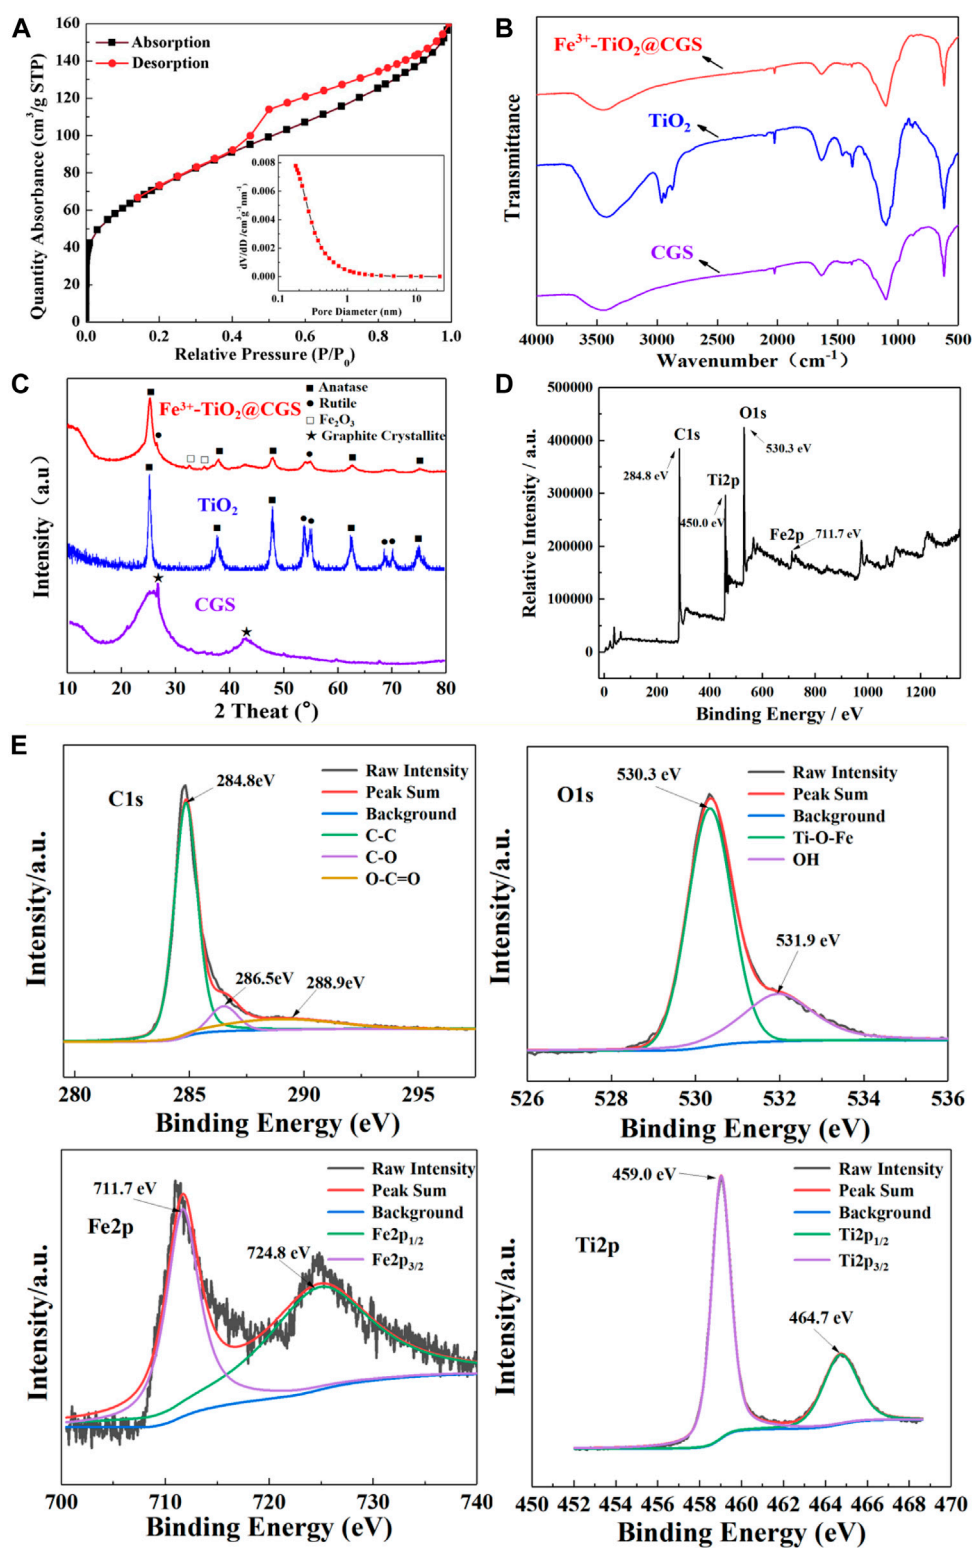 A
160
140
120
100
80
60
40
20
0
Quantity Absorbance (cm³/g STP)
Absorption
Desorption
0.008
0.006
0.004
0.002
0.000
dV/dD /cm³g⁻¹nm⁻¹
0.1
1
10
Pore Diameter (nm)
0.0
0.2
0.4
0.6
0.8
1.0
Relative Pressure (P/P₀)
B
Fe³⁺-TiO₂@CGS
TiO₂
CGS
Transmittance
4000
3500
3000
2500
2000
1500
1000
500
Wavenumber（cm⁻¹）
C
Fe³⁺-TiO₂@CGS
Anatase
Rutile
Fe₂O₃
Graphite Crystallite
TiO₂
CGS
Intensity（a.u）
10
20
30
40
50
60
70
80
2 Theat (°)
D
500000
400000
300000
200000
100000
0
Relative Intensity / a.u.
O1s
530.3 eV
C1s
284.8 eV
Ti2p
450.0 eV
Fe2p
711.7 eV
0
200
400
600
800
1000
1200
Binding Energy / eV
E
C1s
284.8eV
286.5eV
288.9eV
Raw Intensity
Peak Sum
Background
C-C
C-O
O-C=O
Intensity/a.u.
280
285
290
295
Binding Energy (eV)
O1s
530.3 eV
531.9 eV
Raw Intensity
Peak Sum
Background
Ti-O-Fe
OH
Intensity/a.u.
526
528
530
532
534
536
Binding Energy (eV)
Fe2p
711.7 eV
724.8 eV
Raw Intensity
Peak Sum
Background
Fe2p₁/₂
Fe2p₃/₂
Intensity/a.u.
700
710
720
730
740
Binding Energy (eV)
Ti2p
459.0 eV
464.7 eV
Raw Intensity
Peak Sum
Background
Ti2p₁/₂
Ti2p₃/₂
Intensity/a.u.
450
452
454
456
458
460
462
464
466
468
470
Binding Energy (eV)